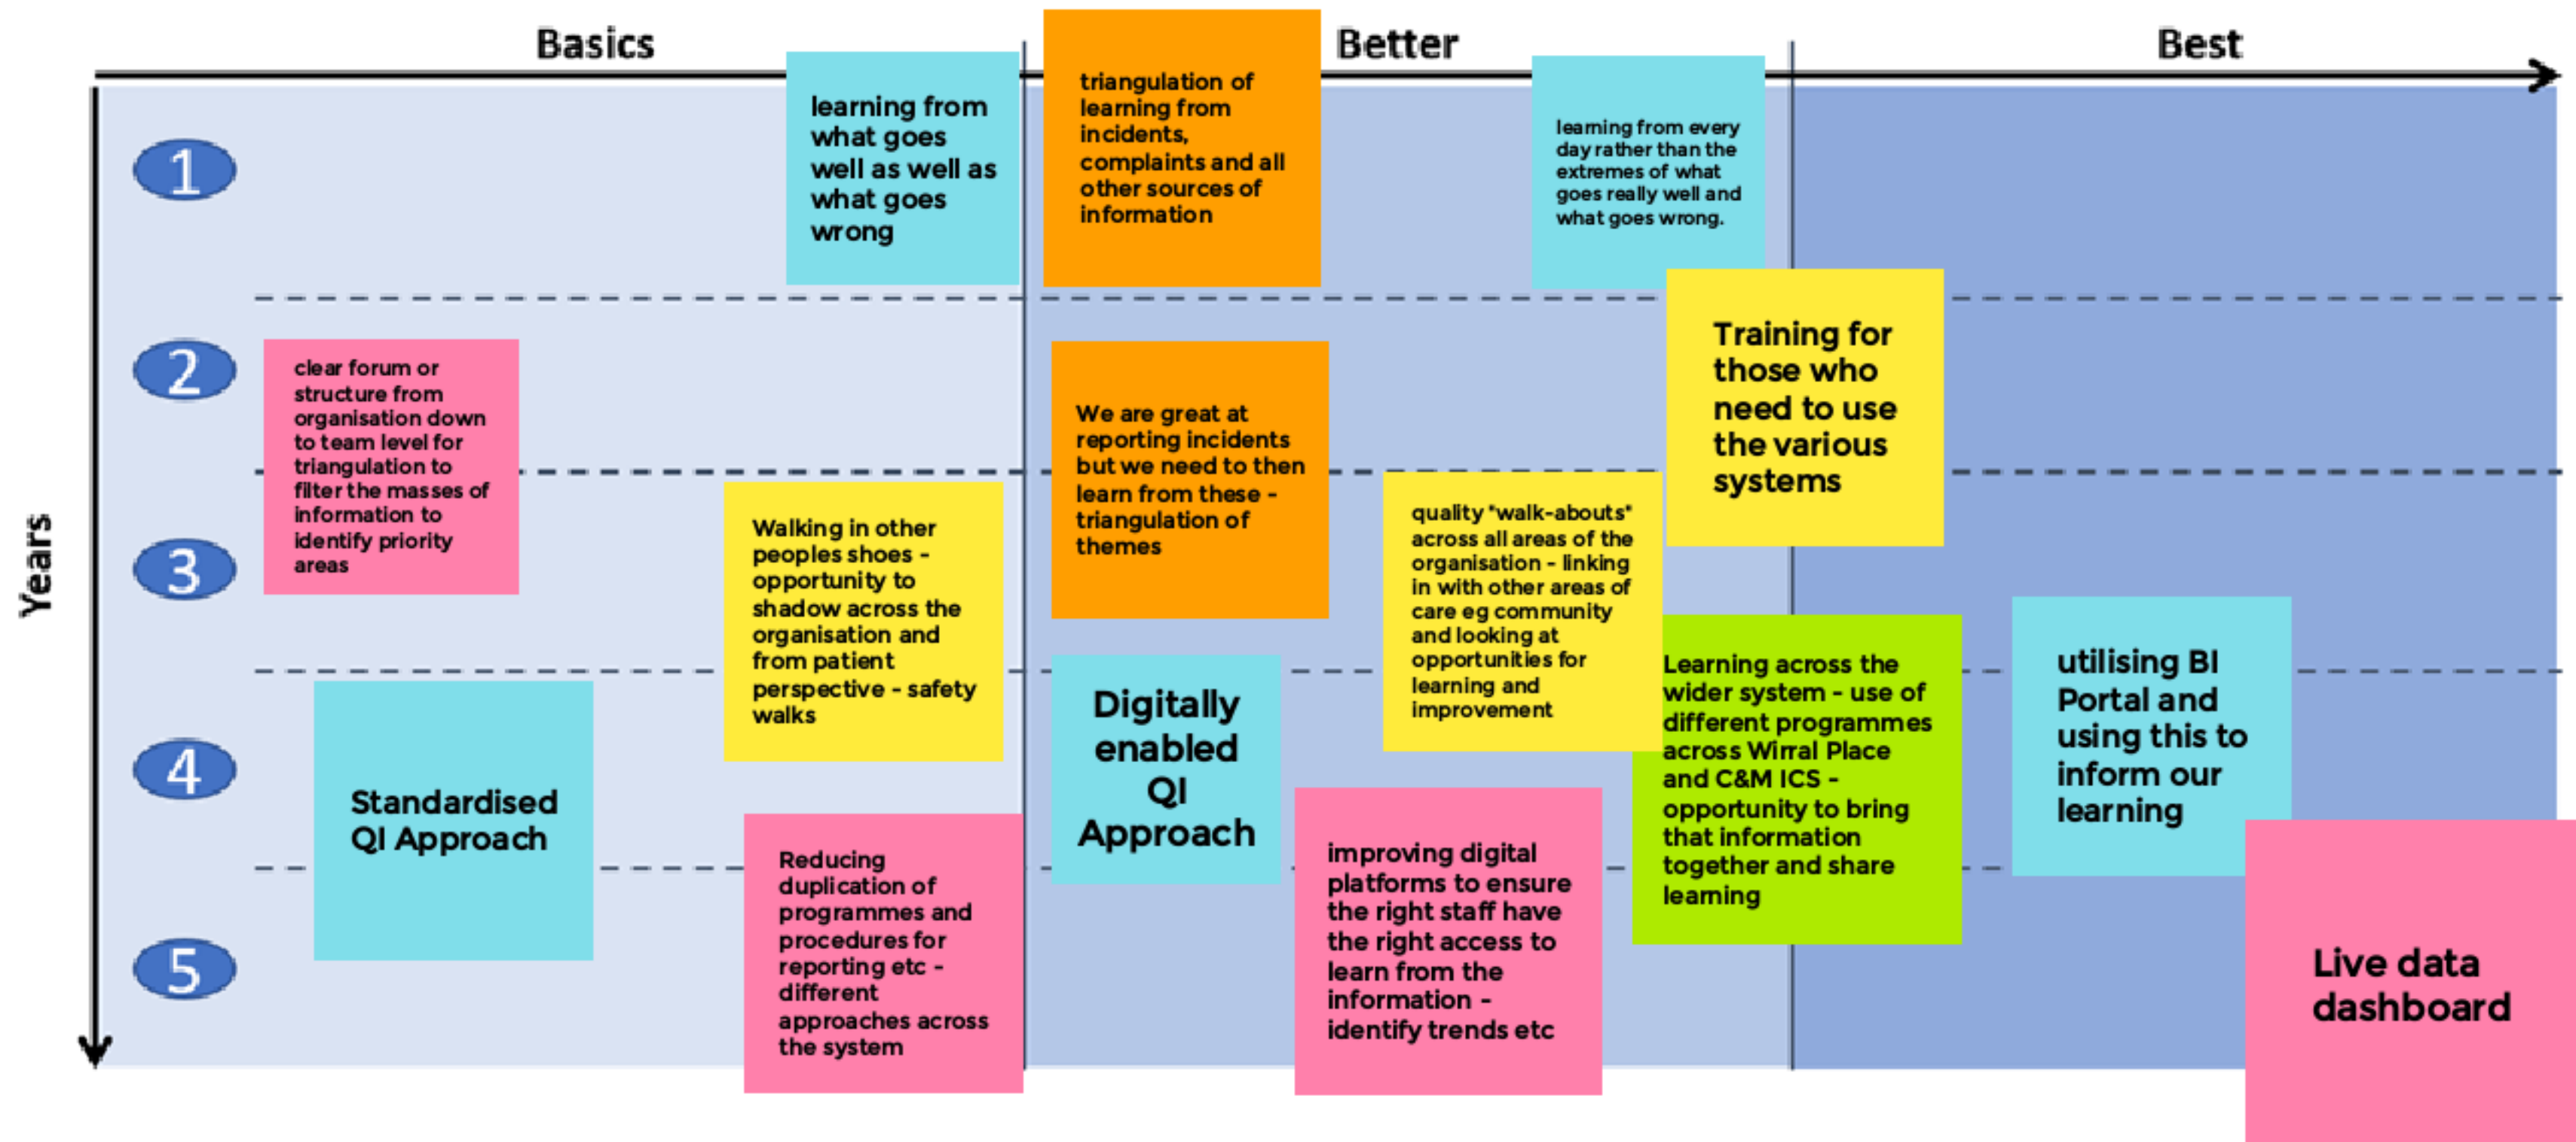 Basics
Better
Best
Years
1
2
3
4
5
learning from
what goes
well as well as
what goes
wrong
triangulation of
learning from
incidents,
complaints and all
other sources of
information
learning from every
day rather than the
extremes of what
goes really well and
what goes wrong.
clear forum or
structure from
organisation down
to team level for
triangulation to
filter the masses of
information to
identify priority
areas
We are great at
reporting incidents
but we need to then
learn from these -
triangulation of
themes
Training for
those who
need to use
the various
systems
Walking in other
peoples shoes -
opportunity to
shadow across the
organisation and
from patient
perspective - safety
walks
quality "walk-abouts"
across all areas of the
organisation - linking
in with other areas of
care eg community
and looking at
opportunities for
learning and
improvement
Standardised
QI Approach
Digitally
enabled
QI
Approach
Learning across the
wider system - use of
different programmes
across Wirral Place
and C&M ICS -
opportunity to bring
that information
together and share
learning
utilising BI
Portal and
using this to
inform our
learning
Reducing
duplication of
programmes and
procedures for
reporting etc -
different
approaches across
the system
improving digital
platforms to ensure
the right staff have
the right access to
learn from the
information -
identify trends etc
Live data
dashboard